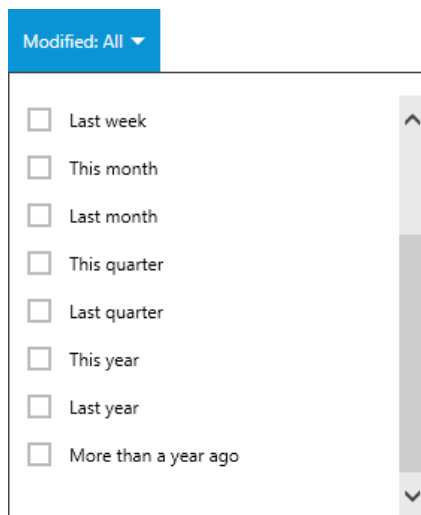 Modified: All
Last week
This month
Last month
This quarter
Last quarter
This year
Last year
More than a year ago